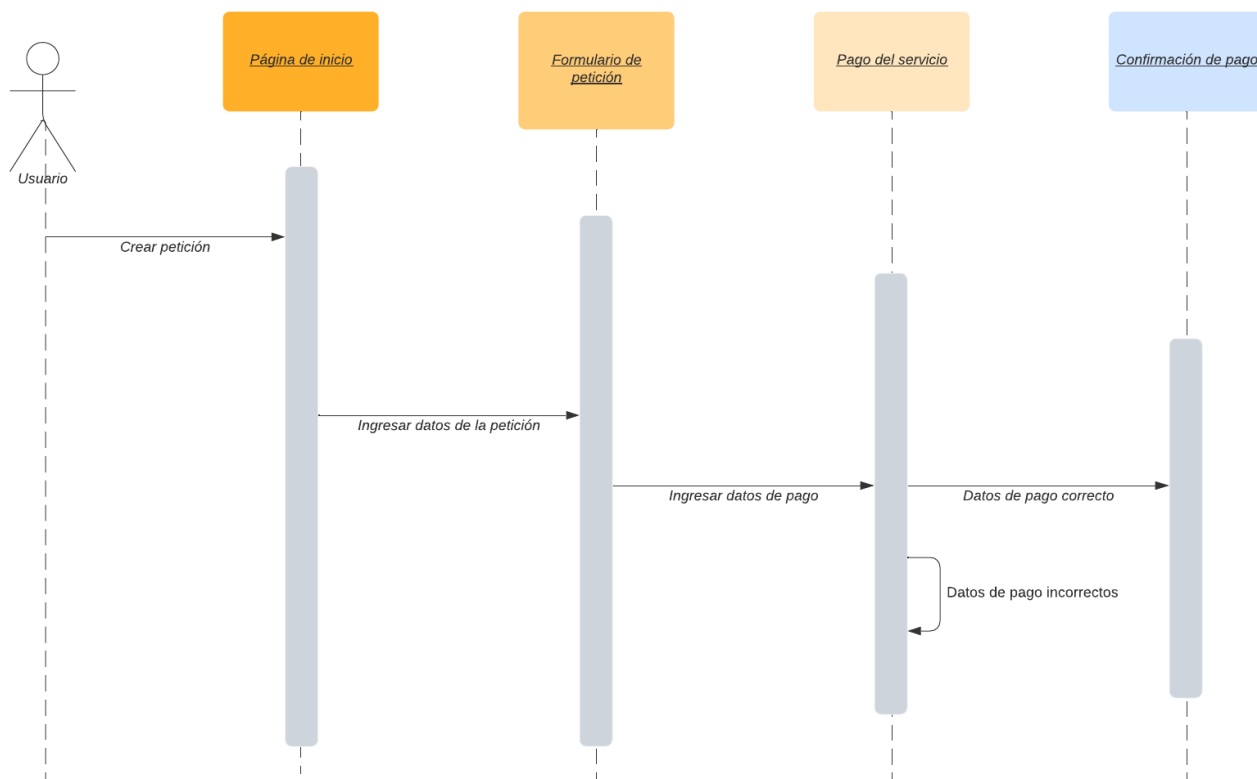 Página de inicio
Formulario de
petición
Pago del servicio
Confirmación de pago
Usuario
Crear petición
Ingresar datos de la petición
Ingresar datos de pago
Datos de pago correcto
Datos de pago incorrectos